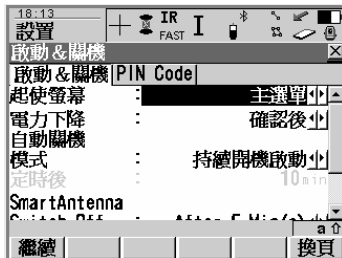 18:13
設置
IR
FAST
I
啟動&關機
啟動&關機 PIN Code
起使螢幕 : 主選單
電力下降 : 確認後
自動關機
模式 : 持續開機啟動
定時後 : 10min
SmartAntenna
Switch Off : After 5 Min(s)
a
繼續 換頁